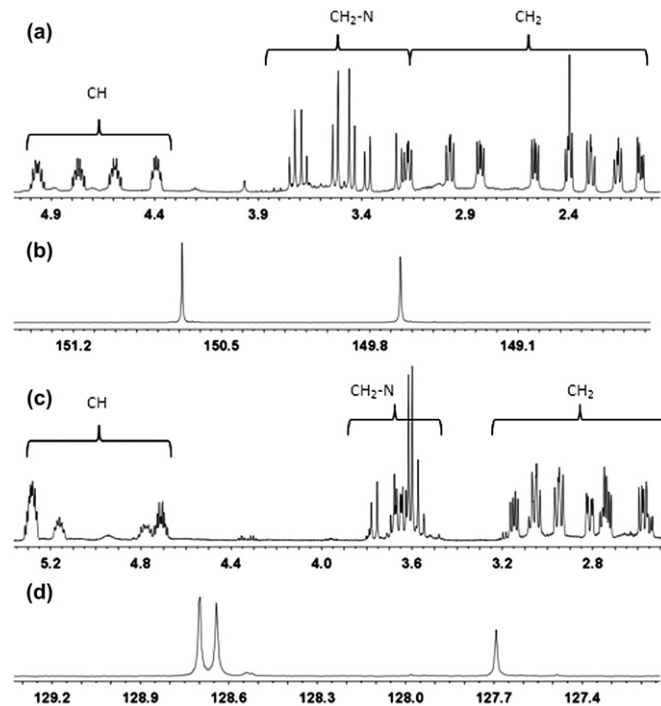 (a)
CH₂-N
CH₂
CH
4.9 4.4 3.9 3.4 2.9 2.4
(b)
151.2 150.5 149.8 149.1
(c)
CH
CH₂-N
CH₂
5.2 4.8 4.4 4.0 3.6 3.2 2.8
(d)
129.2 128.9 128.6 128.3 128.0 127.7 127.4